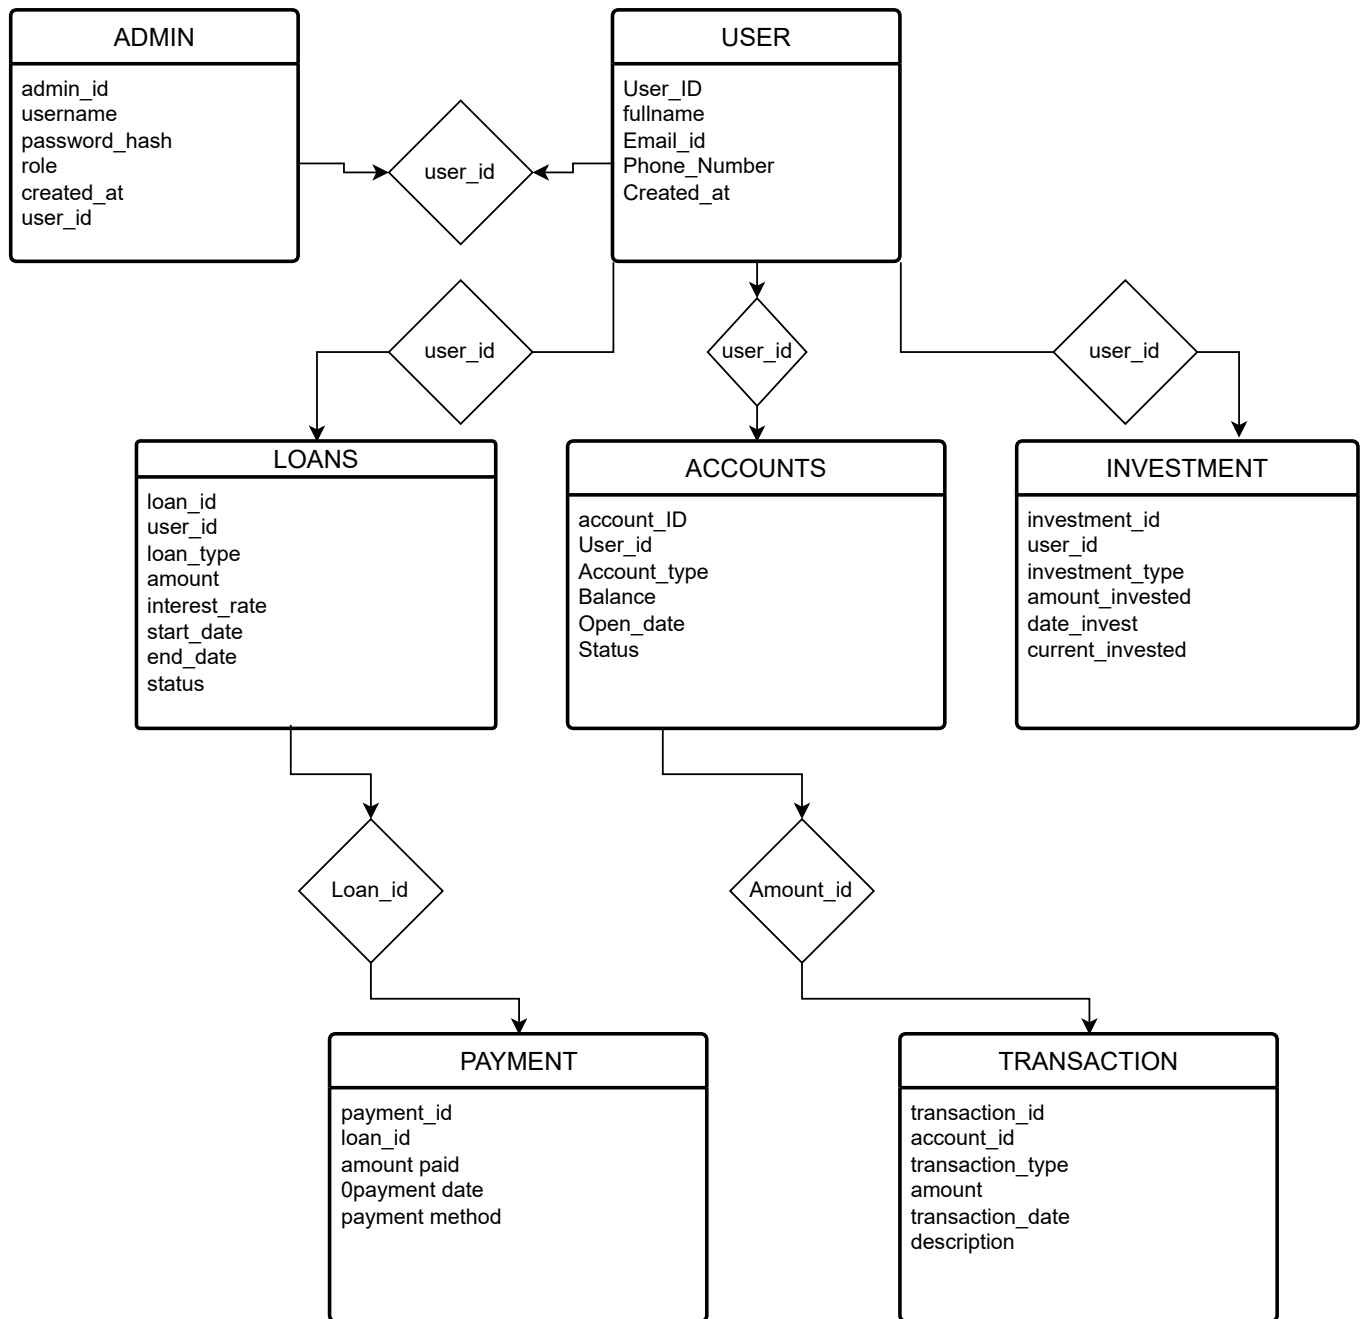 ADMIN
admin_id
username
password_hash
role
created_at
user_id
user_id
USER
User_ID
fullname
Email_id
Phone_Number
Created_at
user_id
user_id
user_id
LOANS
loan_id
user_id
loan_type
amount
interest_rate
start_date
end_date
status
ACCOUNTS
account_ID
User_id
Account_type
Balance
Open_date
Status
INVESTMENT
investment_id
user_id
investment_type
amount_invested
date_invest
current_invested
Loan_id
Amount_id
PAYMENT
payment_id
loan_id
amount paid
0payment date
payment method
TRANSACTION
transaction_id
account_id
transaction_type
amount
transaction_date
description